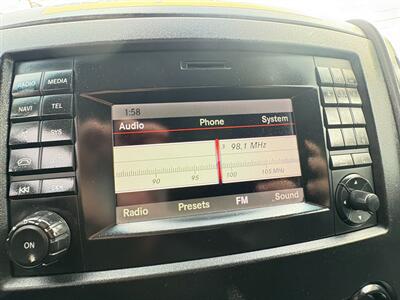 RADIO MEDIA
NAVI TEL
SYS
ON
1:58
Audio Phone System
98.1 MHz
90 95 100 105 MHz
Radio Presets FM Sound